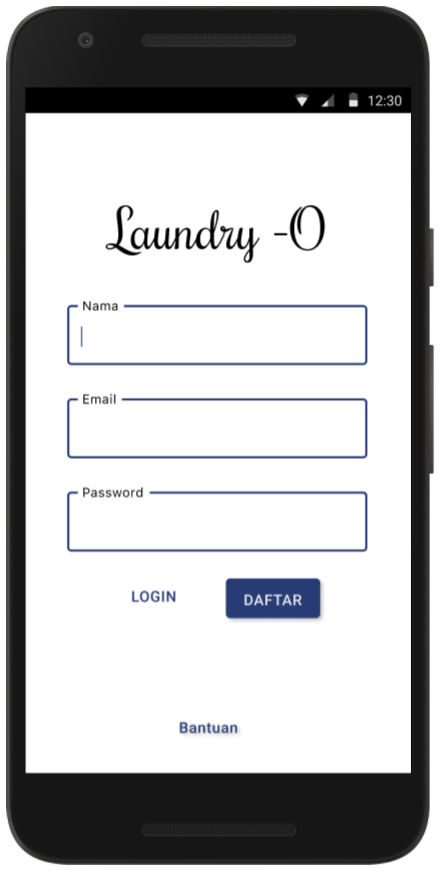 12:30
Laundry -O
Nama
Email
Password
LOGIN DAFTAR
Bantuan